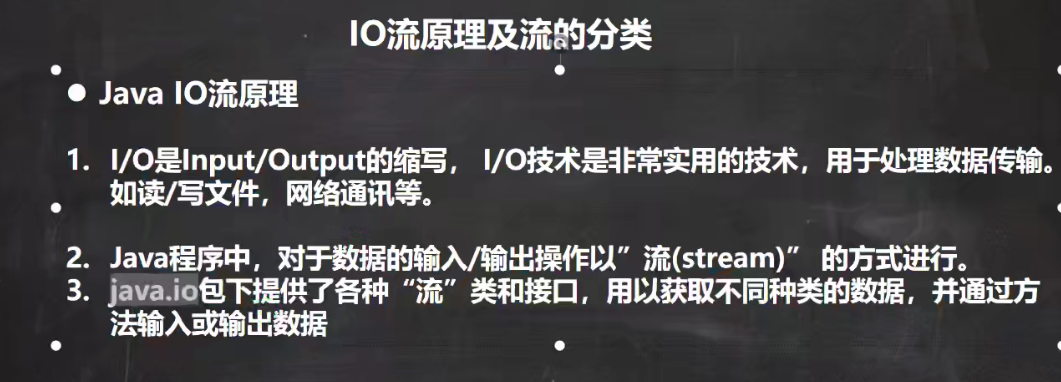 IO流原理及流的分类
● Java IO流原理
1. I/O是Input/Output的缩写， I/O技术是非常实用的技术，用于处理数据传输。
如读/写文件，网络通讯等。
2. Java程序中，对于数据的输入/输出操作以”流(stream)” 的方式进行。
3. java.io包下提供了各种“流”类和接口，用以获取不同种类的数据，并通过方
法输入或输出数据